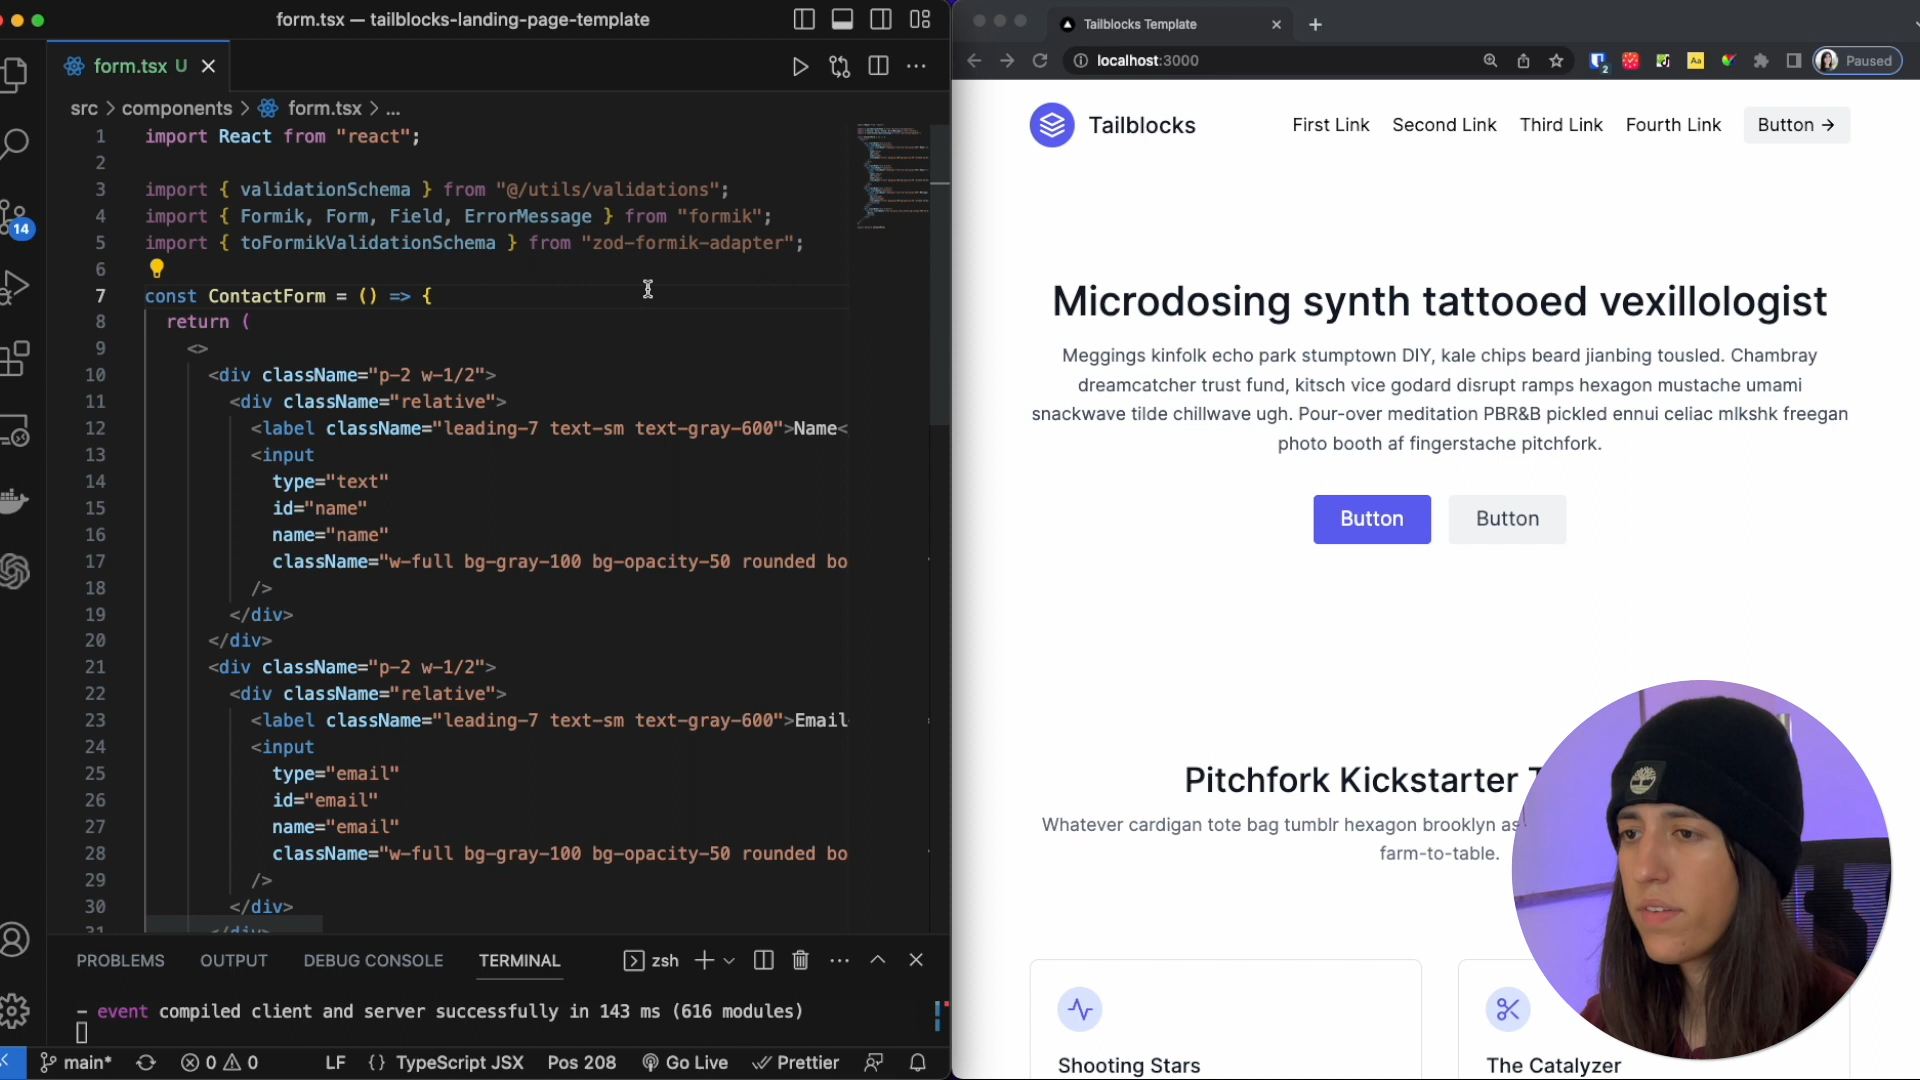 form.tsx — tailblocks-landing-page-template
form.tsx U
src > components > form.tsx > ...
1 import React from "react";
2
3 import { validationSchema } from "@/utils/validations";
4 import { Formik, Form, Field, ErrorMessage } from "formik";
5 import { toFormikValidationSchema } from "zod-formik-adapter";
6
7 const ContactForm = () => {
8 return (
9 <>
10 <div className="p-2 w-1/2">
11 <div className="relative">
12 <label className="leading-7 text-sm text-gray-600">Name<
13 <input
14 type="text"
15 id="name"
16 name="name"
17 className="w-full bg-gray-100 bg-opacity-50 rounded bo
18 />
19 </div>
20 </div>
21 <div className="p-2 w-1/2">
22 <div className="relative">
23 <label className="leading-7 text-sm text-gray-600">Email
24 <input
25 type="email"
26 id="email"
27 name="email"
28 className="w-full bg-gray-100 bg-opacity-50 rounded bo
29 />
30 </div>
31 </div>
14
PROBLEMS OUTPUT DEBUG CONSOLE TERMINAL zsh
- event compiled client and server successfully in 143 ms (616 modules)
main* 0 0 LF {} TypeScript JSX Pos 208 Go Live Prettier
Tailblocks Template
localhost:3000
2 Aa Paused
Tailblocks First Link Second Link Third Link Fourth Link Button →
Microdosing synth tattooed vexillologist
Meggings kinfolk echo park stumptown DIY, kale chips beard jianbing tousled. Chambray
dreamcatcher trust fund, kitsch vice godard disrupt ramps hexagon mustache umami
snackwave tilde chillwave ugh. Pour-over meditation PBR&B pickled ennui celiac mlkshk freegan
photo booth af fingerstache pitchfork.
Button Button
Pitchfork Kickstarter
Whatever cardigan tote bag tumblr hexagon brooklyn as
farm-to-table.
Shooting Stars The Catalyzer